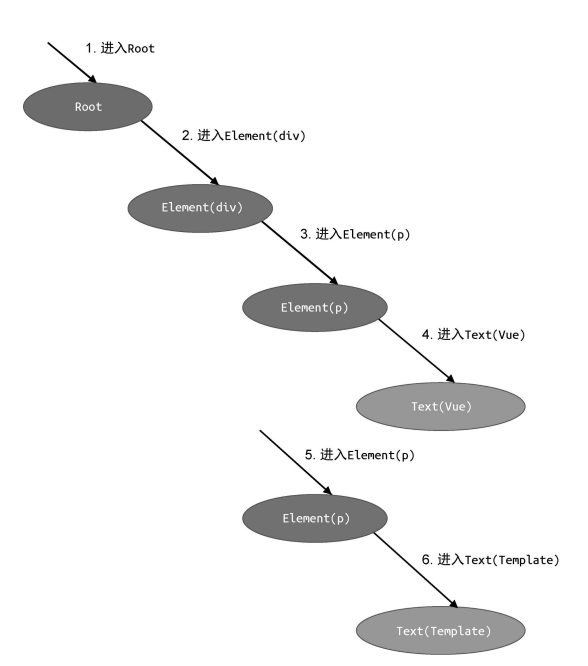 1. 进入Root
Root
2. 进入Element(div)
Element(div)
3. 进入Element(p)
Element(p)
4. 进入Text(Vue)
Text(Vue)
5. 进入Element(p)
Element(p)
6. 进入Text(Template)
Text(Template)